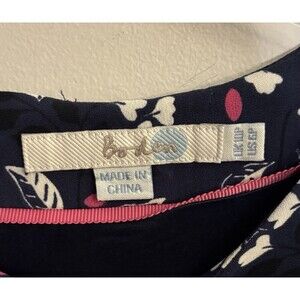 Boden
MADE IN
CHINA
UK 10P
US 6P